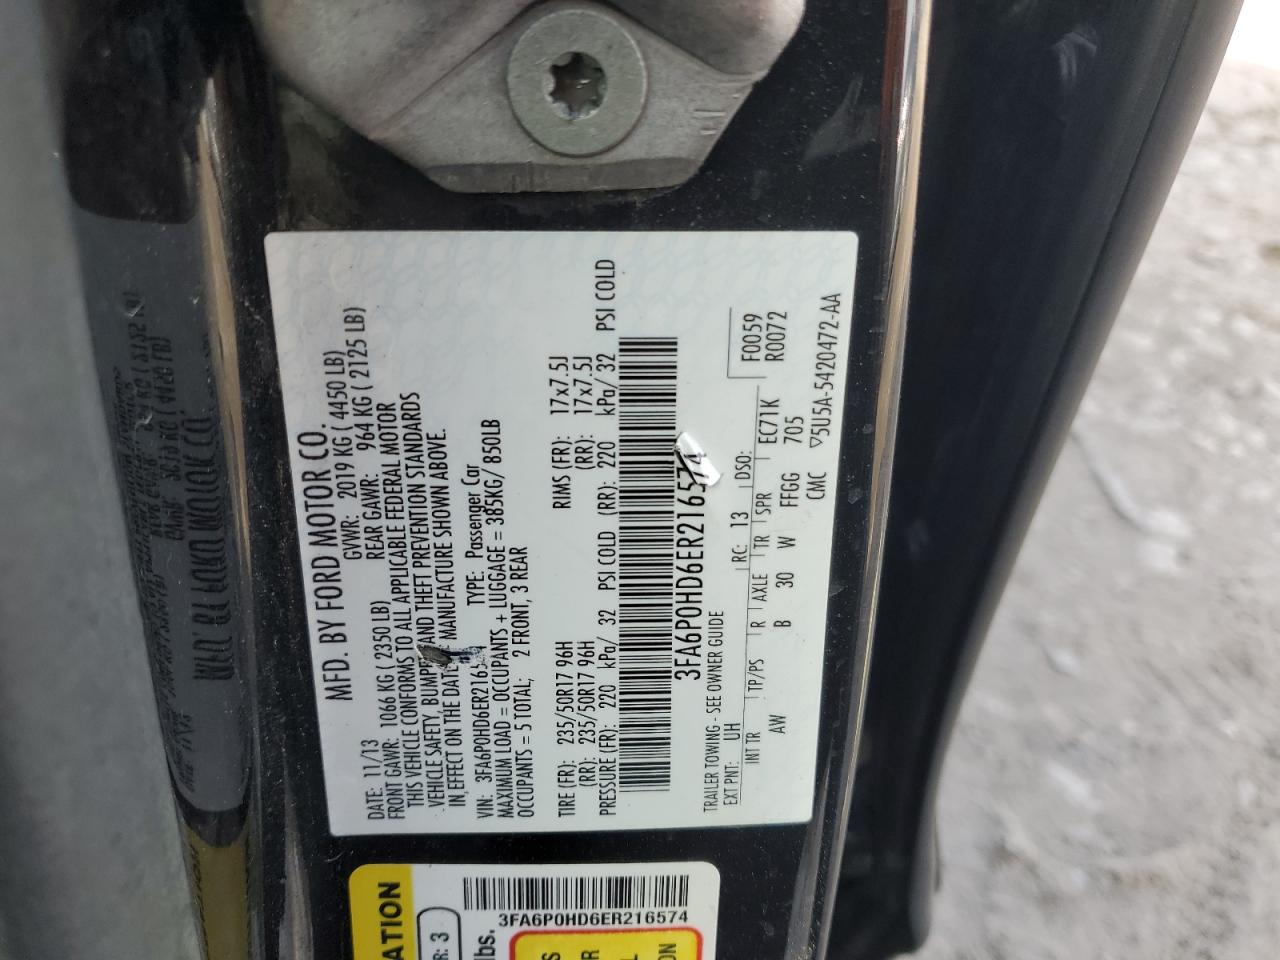 MFD. BY FORD MOTOR CO.
DATE: 11/13 GVWR: 2019 KG ( 4450 LB)
FRONT GAWR: 1066 KG ( 2350 LB) REAR GAWR: 964 KG ( 2125 LB)
THIS VEHICLE CONFORMS TO ALL APPLICABLE FEDERAL MOTOR
VEHICLE SAFETY, AND THEFT PREVENTION STANDARDS
IN EFFECT ON THE MANUFACTURE SHOWN ABOVE.
VIN: TYPE: Passenger Car
MAXIMUM LOAD = OCCUPANTS + LUGGAGE = 385KG/ 850LB
OCCUPANTS = 5 TOTAL; 2 FRONT, 3 REAR
TIRE (FR): 235/50R17 96H RIMS (FR): 17x7.5J
(RR): 235/50R17 96H (RR): 17x7.5J
PRESSURE (FR): 220 kPa/ 32 PSI COLD (RR): 220 kPa/ 32 PSI COLD
3FA6P0HD6ER216574
TRAILER TOWING - SEE OWNER GUIDE
F0059
R0072
EXT PNT: UH RC: 13 DSO:
INT TR TP/PS R AXLE TR SPR EC71K
AW B 30 W FFGG 705
CMC ▽5U5A-5420472-AA
3FA6P0HD6ER216574
R: 3
lbs.